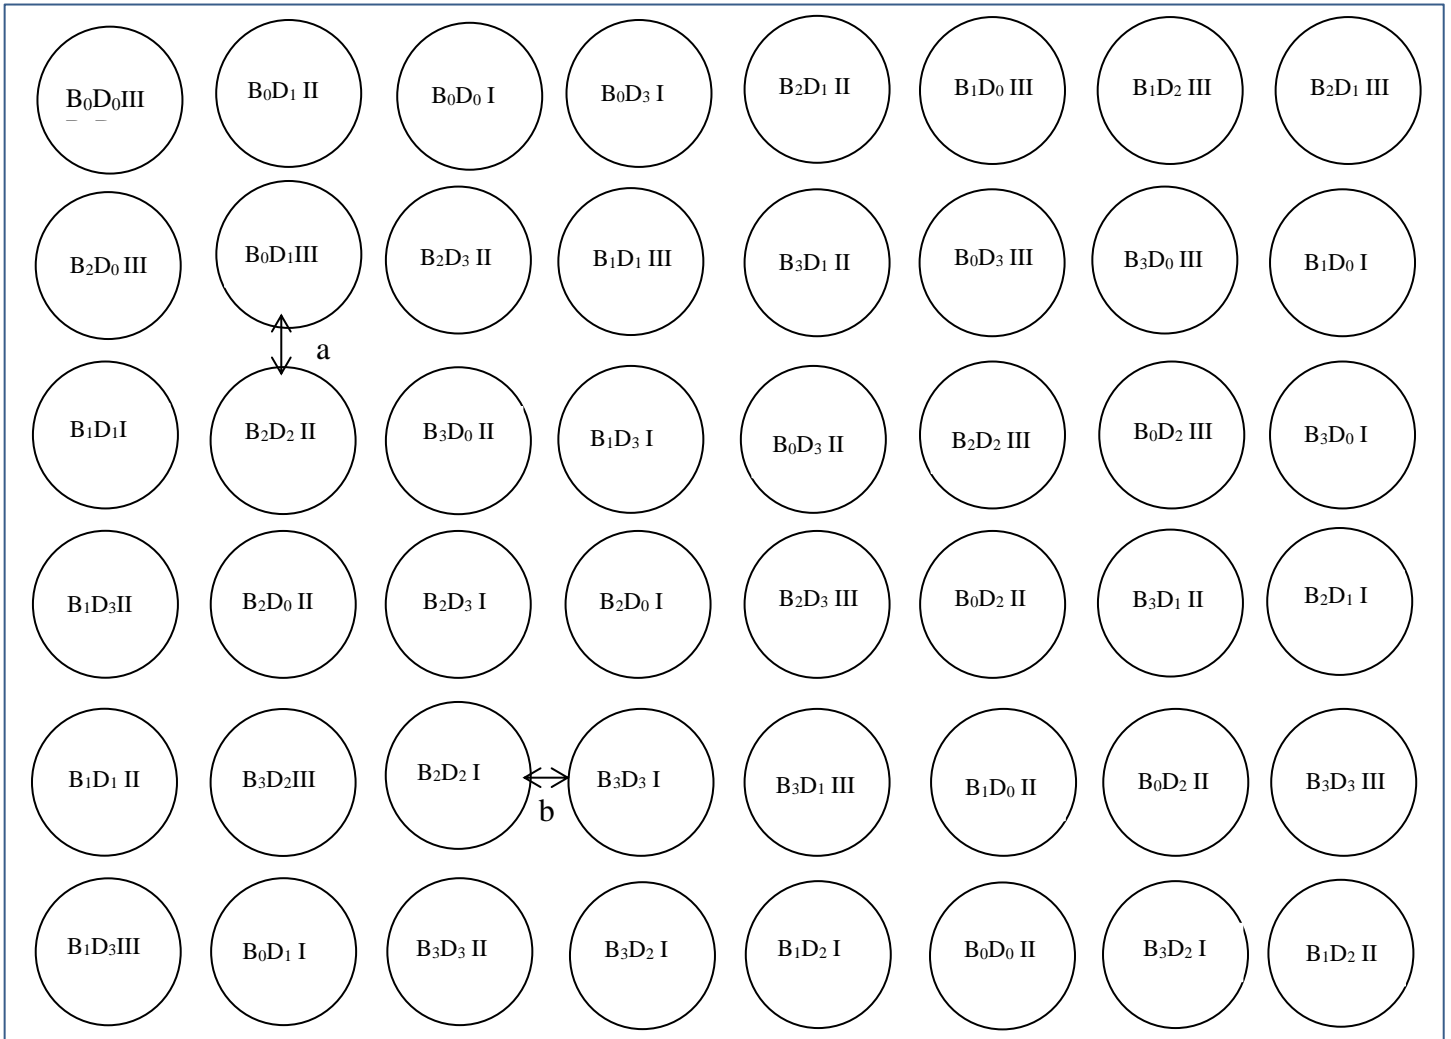 B₀D₀III B₀D₁ II B₀D₀ I B₀D₃ I B₂D₁ II B₁D₀ III B₁D₂ III B₂D₁ III
B₂D₀ III B₀D₁III B₂D₃ II B₁D₁ III B₃D₁ II B₀D₃ III B₃D₀ III B₁D₀ I
a
B₁D₁I B₂D₂ II B₃D₀ II B₁D₃ I B₀D₃ II B₂D₂ III B₀D₂ III B₃D₀ I
B₁D₃II B₂D₀ II B₂D₃ I B₂D₀ I B₂D₃ III B₀D₂ II B₃D₁ II B₂D₁ I
B₁D₁ II B₃D₂III B₂D₂ I B₃D₃ I B₃D₁ III B₁D₀ II B₀D₂ II B₃D₃ III
b
B₁D₃III B₀D₁ I B₃D₃ II B₃D₂ I B₁D₂ I B₀D₀ II B₃D₂ I B₁D₂ II